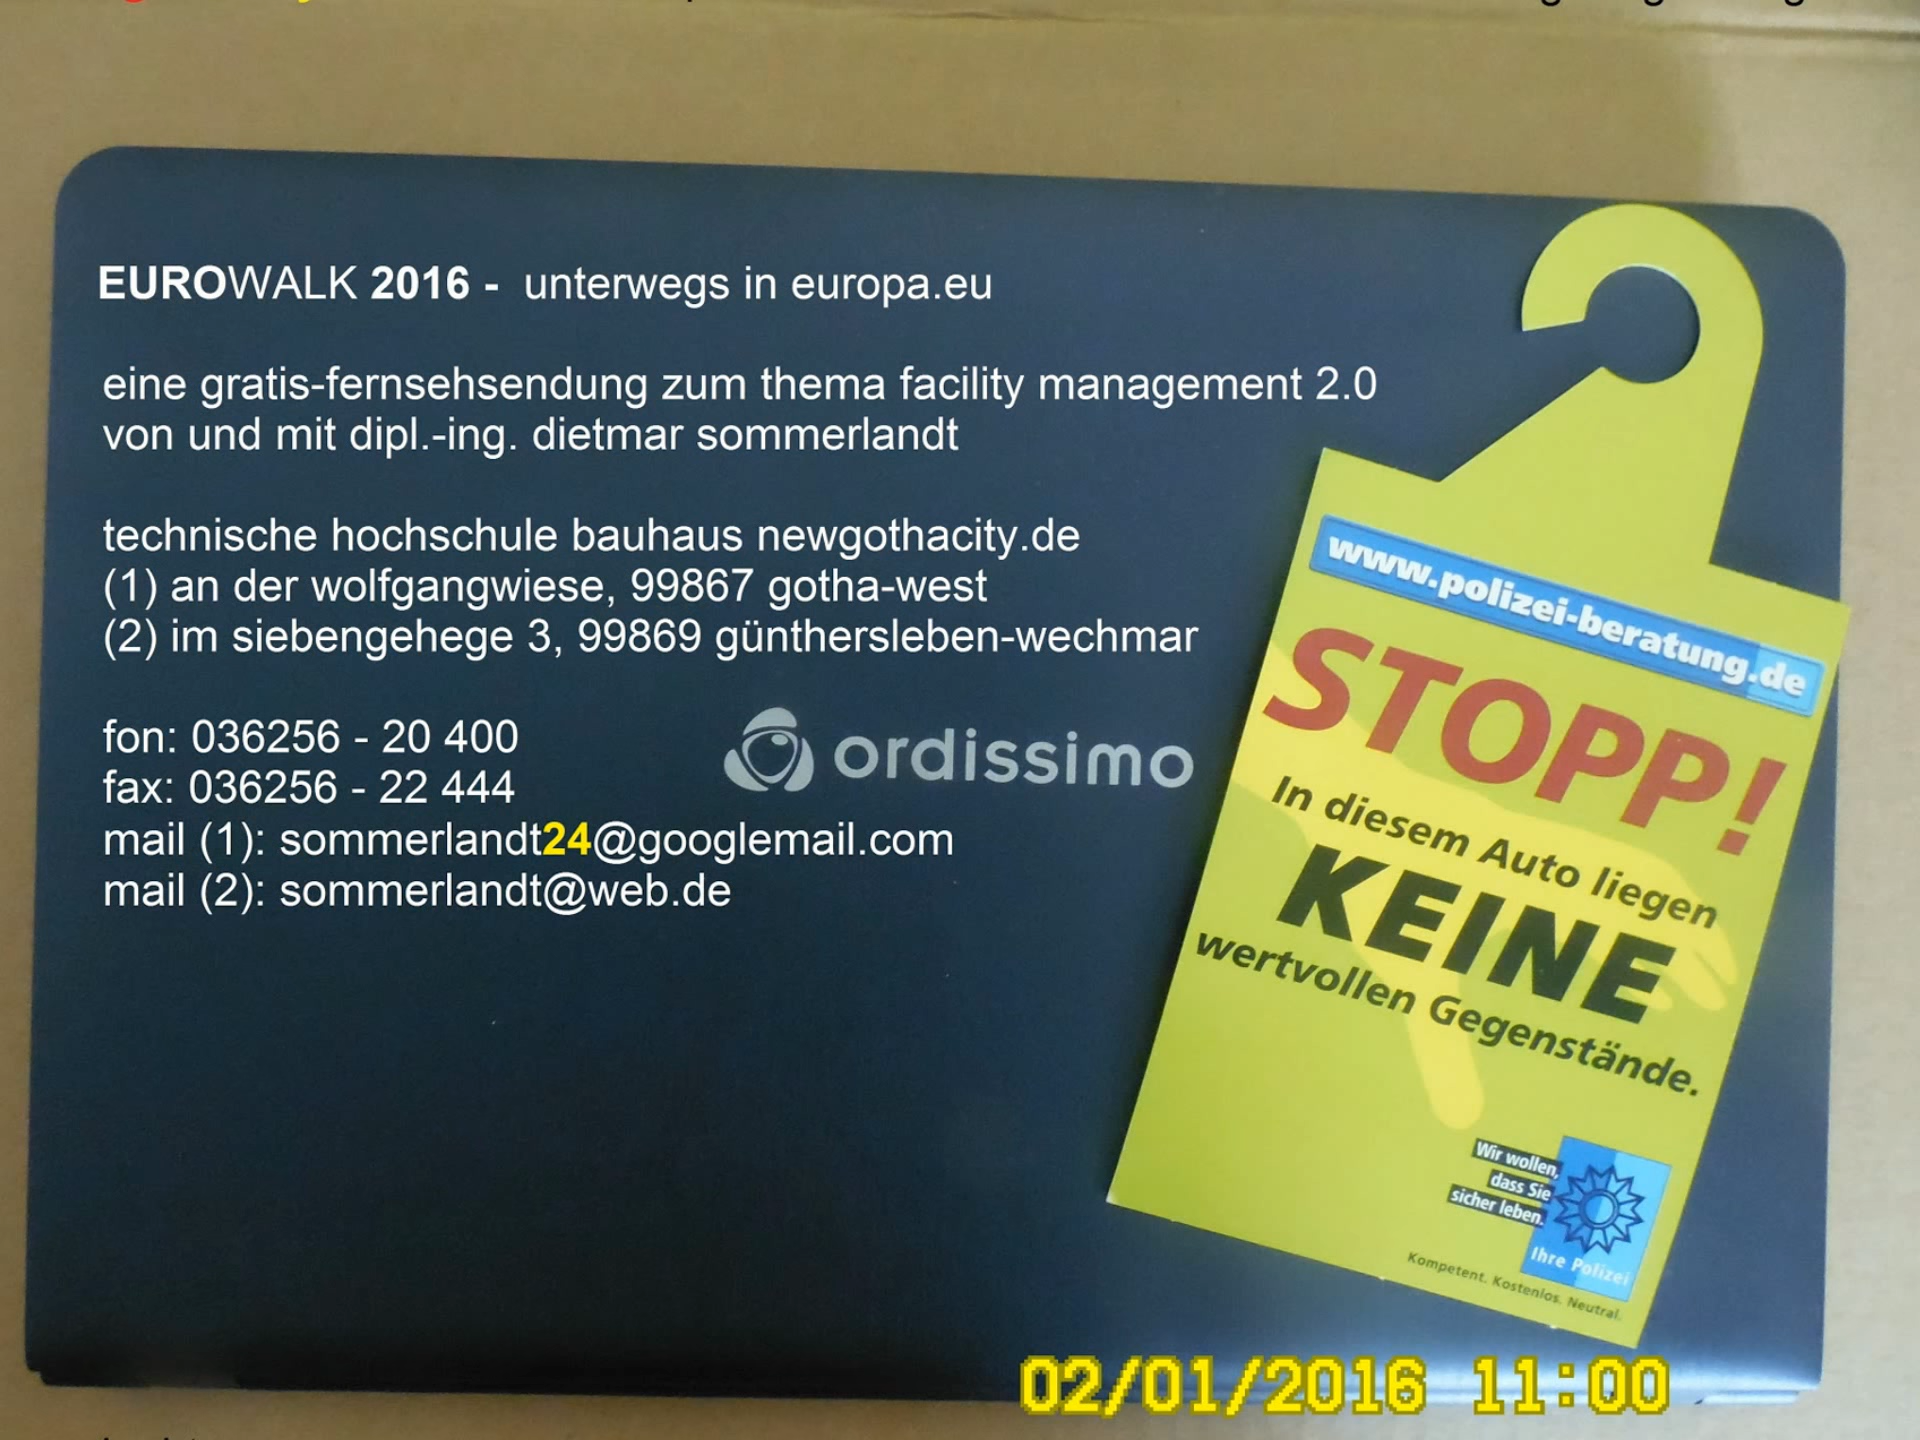 EUROWALK 2016 - unterwegs in europa.eu
eine gratis-fernsehsendung zum thema facility management 2.0
von und mit dipl.-ing. dietmar sommerlandt
technische hochschule bauhaus newgothacity.de
(1) an der wolfgangwiese, 99867 gotha-west
(2) im siebengehege 3, 99869 günthersleben-wechmar
fon: 036256 - 20 400
fax: 036256 - 22 444
mail (1): sommerlandt24@googlemail.com
mail (2): sommerlandt@web.de
ordissimo
www.polizei-beratung.de
STOPP!
In diesem Auto liegen
KEINE
wertvollen Gegenstände.
Wir wollen,
dass Sie
sicher leben.
Ihre Polizei
Kompetent. Kostenlos. Neutral.
02/01/2016 11:00